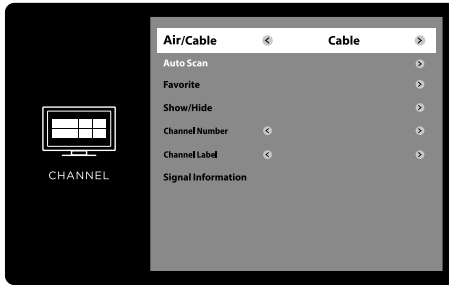 Air/Cable < Cable >
Auto Scan >
Favorite >
Show/Hide >
Channel Number < >
Channel Label < >
Signal Information
CHANNEL